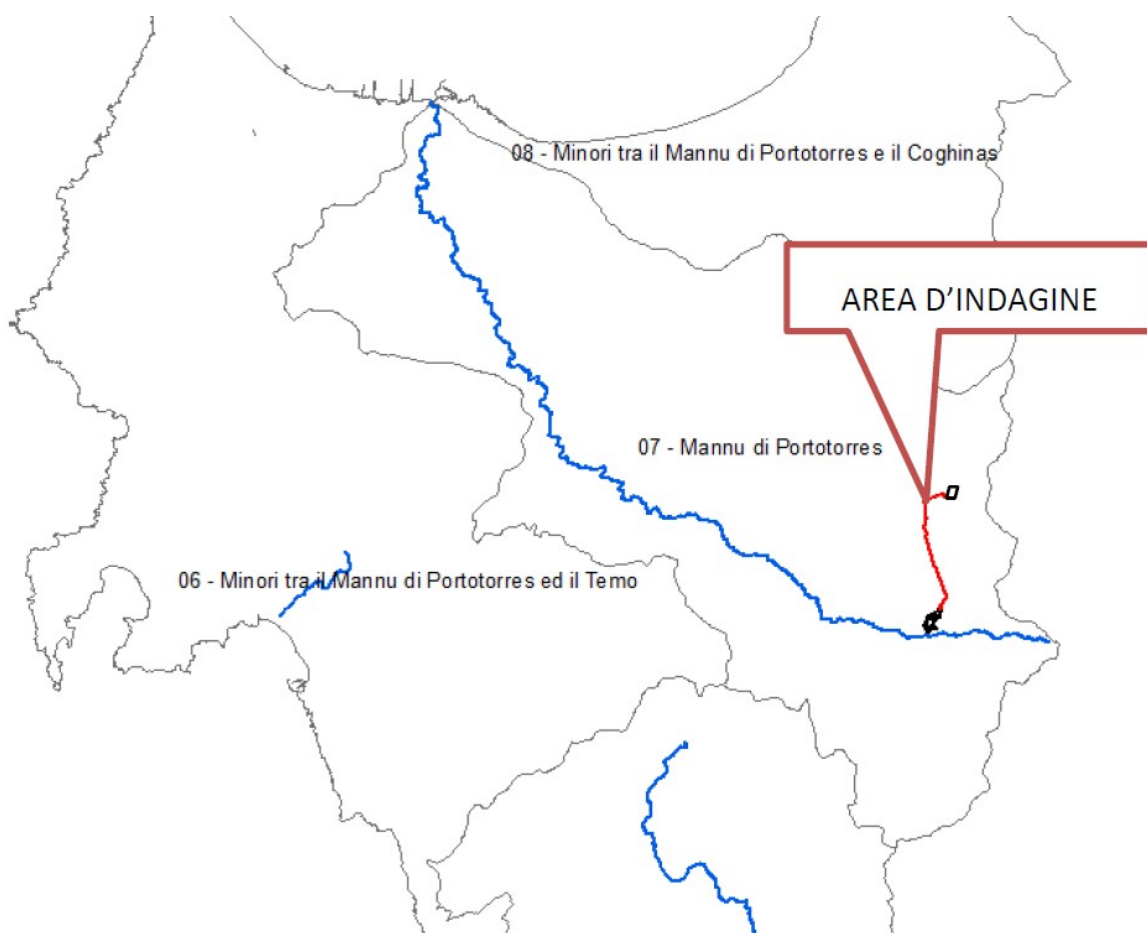 08 - Minori tra il Mannu di Portotorres e il Coghinas
AREA D'INDAGINE
07 - Mannu di Portotorres
06 - Minori tra il Mannu di Portotorres ed il Temo